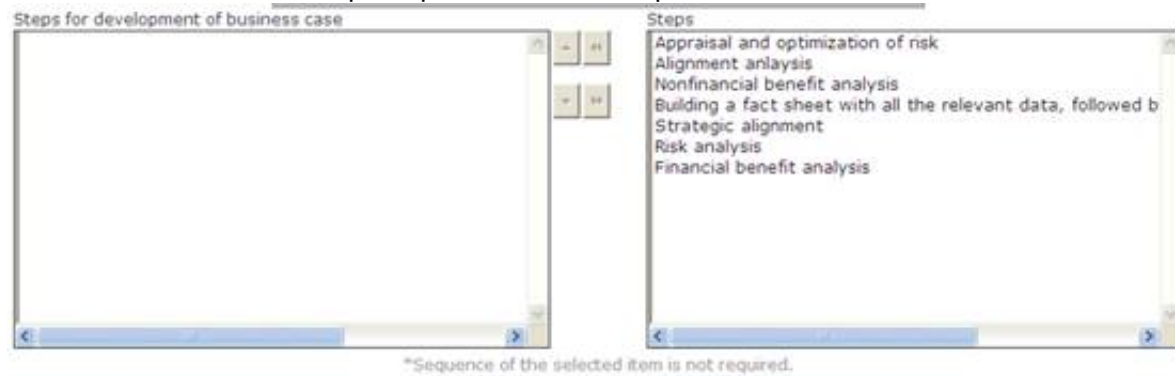 Steps for development of business case
Steps
Appraisal and optimization of risk
Alignment anlaysis
Nonfinancial benefit analysis
Building a fact sheet with all the relevant data, followed b
Strategic alignment
Risk analysis
Financial benefit analysis
*Sequence of the selected item is not required.